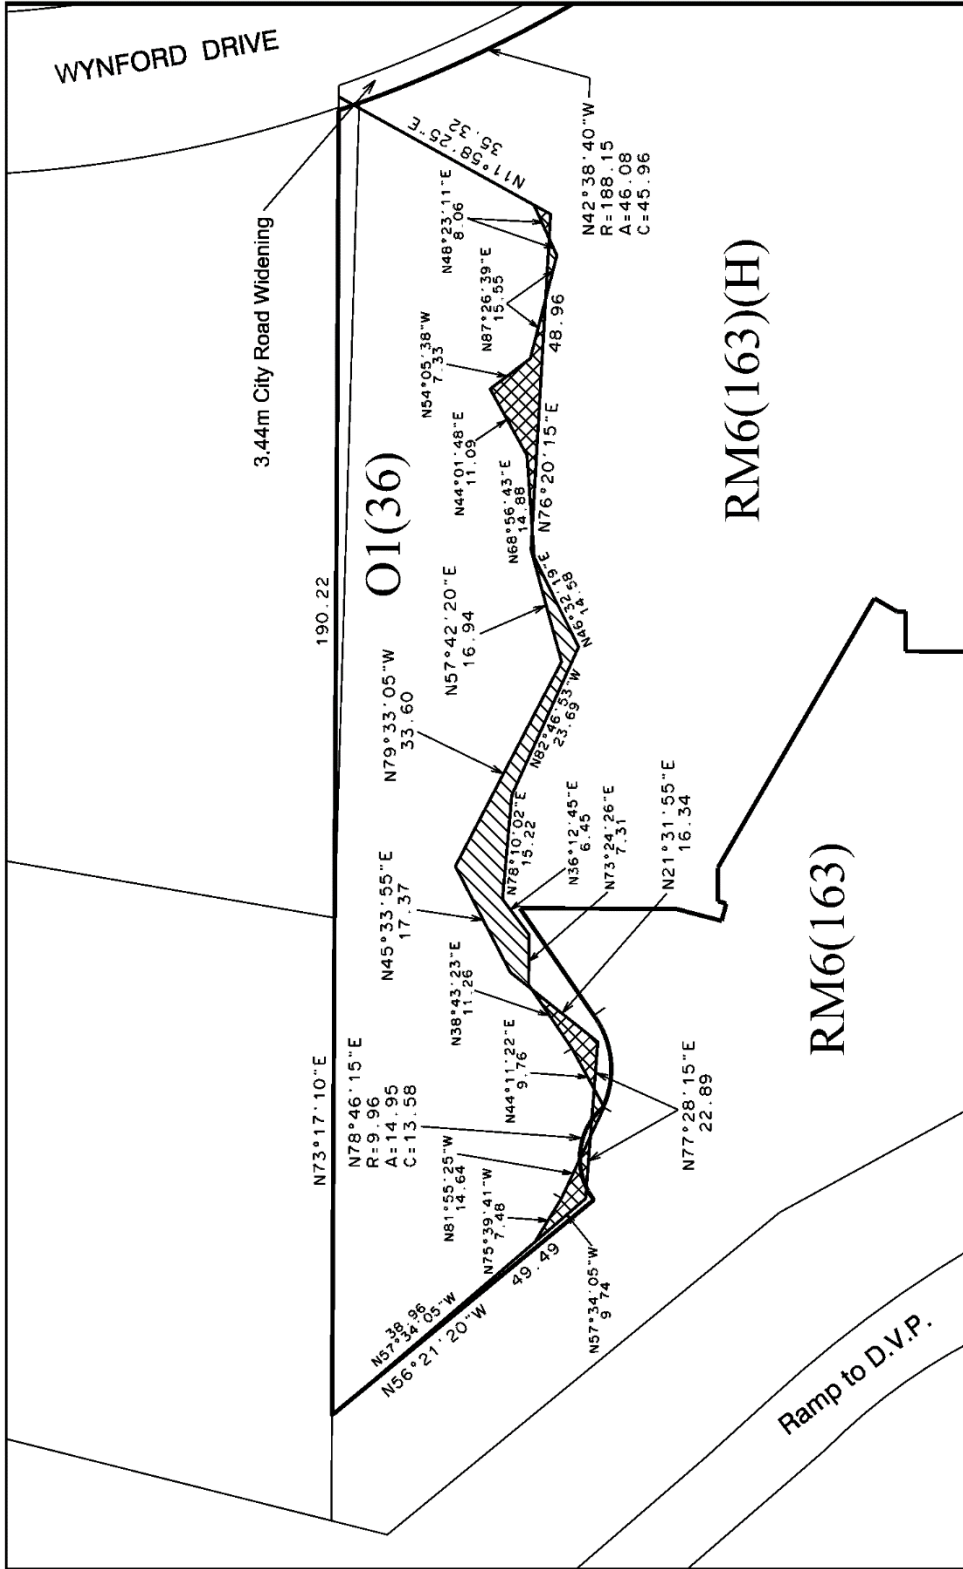 WYNFORD DRIVE
3.44m City Road Widening
N11°58'25"E
35.32
N42°38'40"W
R=188.15
A=46.08
C=45.96
N48°23'11"E
8.06
N87°26'39"E
15.55
N54°05'38"W
7.33
48.96
N76°20'15"E
N44°01'48"E
11.09
N68°56'43"E
14.88
RM6(163)(H)
O1(36)
190.22
N57°42'20"E
16.94
N46°32'19"E
14.58
N79°33'05"W
33.60
N82°46'53"W
23.69
N78°10'02"E
15.22
N36°12'45"E
6.45
N73°24'26"E
7.31
N21°31'55"E
16.34
N45°33'55"E
17.37
RM6(163)
N38°43'23"E
11.26
N44°11'22"E
9.76
N77°28'15"E
22.89
N73°17'10"E
N78°46'15"E
R=9.96
A=14.95
C=13.58
N81°55'25"W
14.64
N75°39'41"W
7.48
49.49
N57°34'05"W
9.74
38.96
N57°34'05"W
N56°21'20"W
Ramp to D.V.P.